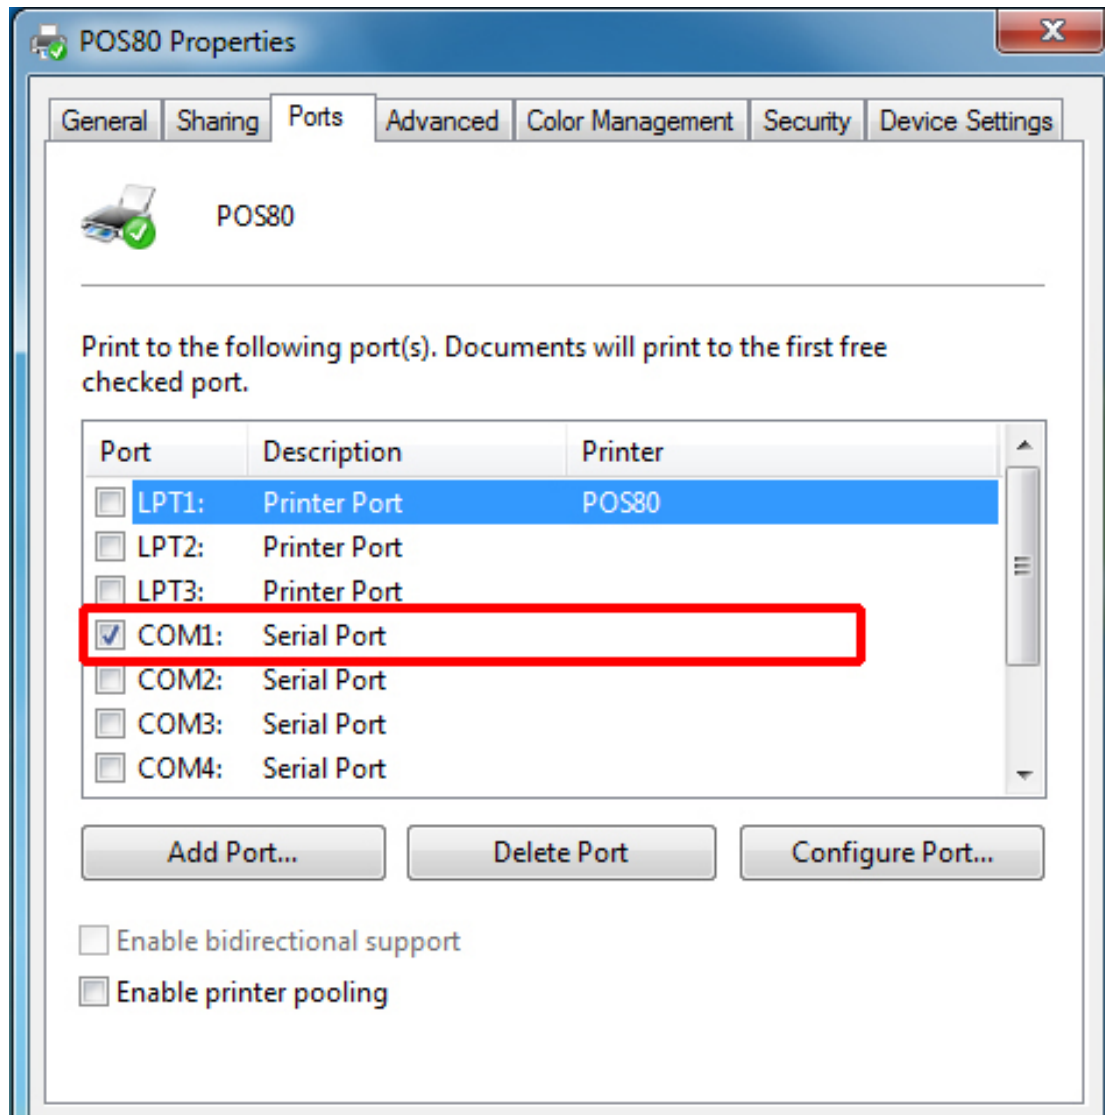 POS80 Properties
General Sharing Ports Advanced Color Management Security Device Settings
POS80
Print to the following port(s). Documents will print to the first free
checked port.
Port Description Printer
LPT1: Printer Port POS80
LPT2: Printer Port
LPT3: Printer Port
COM1: Serial Port
COM2: Serial Port
COM3: Serial Port
COM4: Serial Port
Add Port... Delete Port Configure Port...
Enable bidirectional support
Enable printer pooling